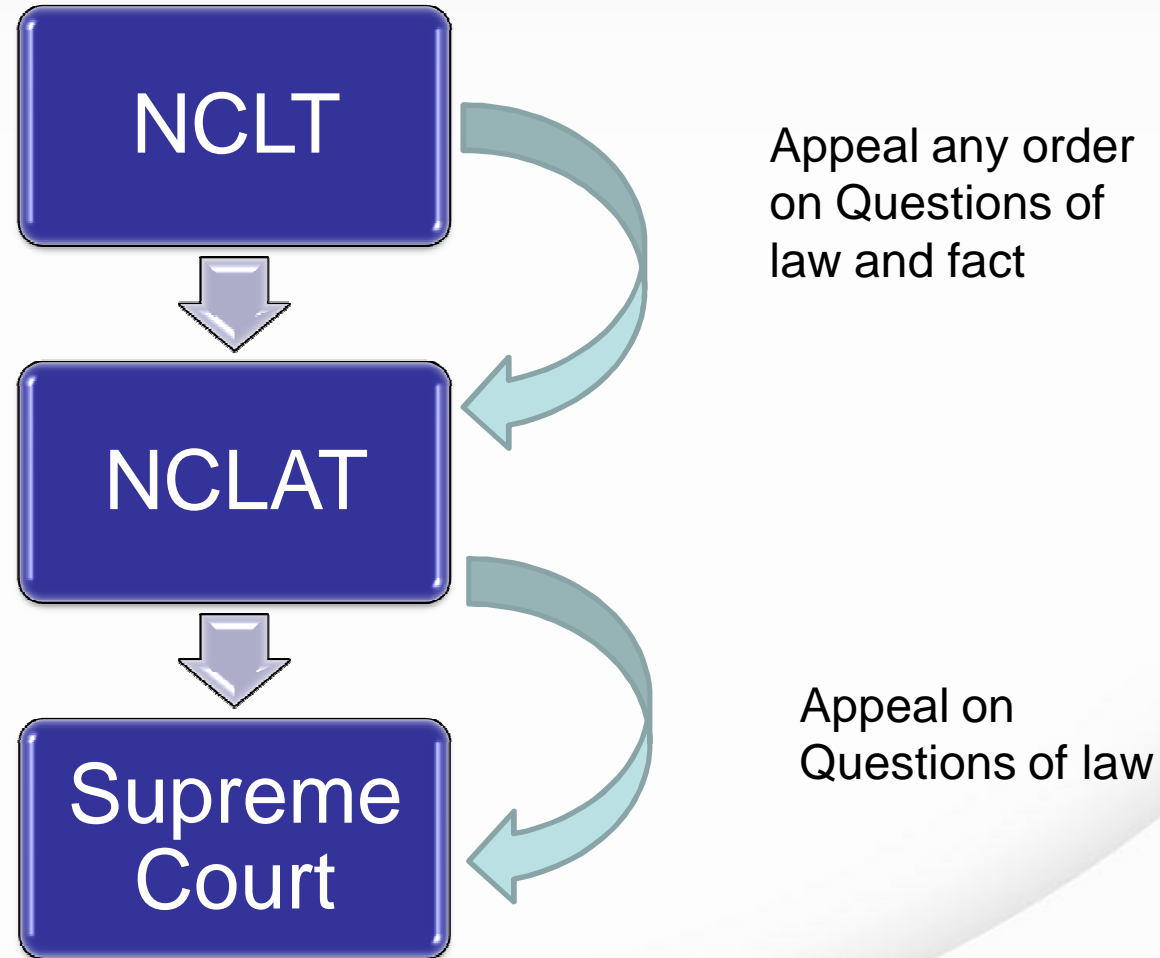 NCLT
Appeal any order
on Questions of
law and fact
NCLAT
Appeal on
Questions of law
Supreme
Court